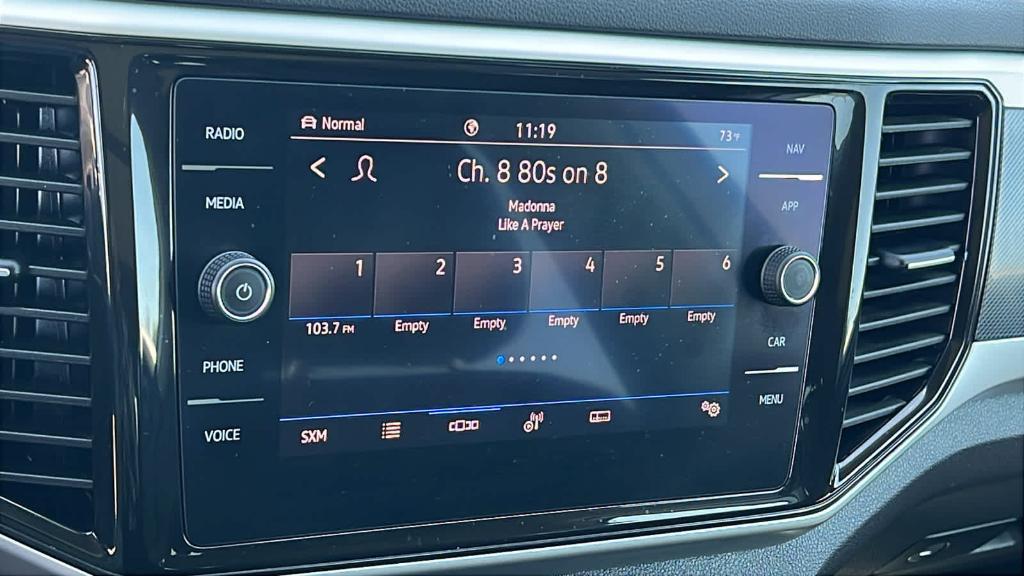 RADIO
MEDIA
PHONE
VOICE
Normal 11:19 73°F
Ch. 8 80s on 8
Madonna
Like A Prayer
1 2 3 4 5 6
103.7 FM Empty Empty Empty Empty Empty
SXM
NAV
APP
CAR
MENU